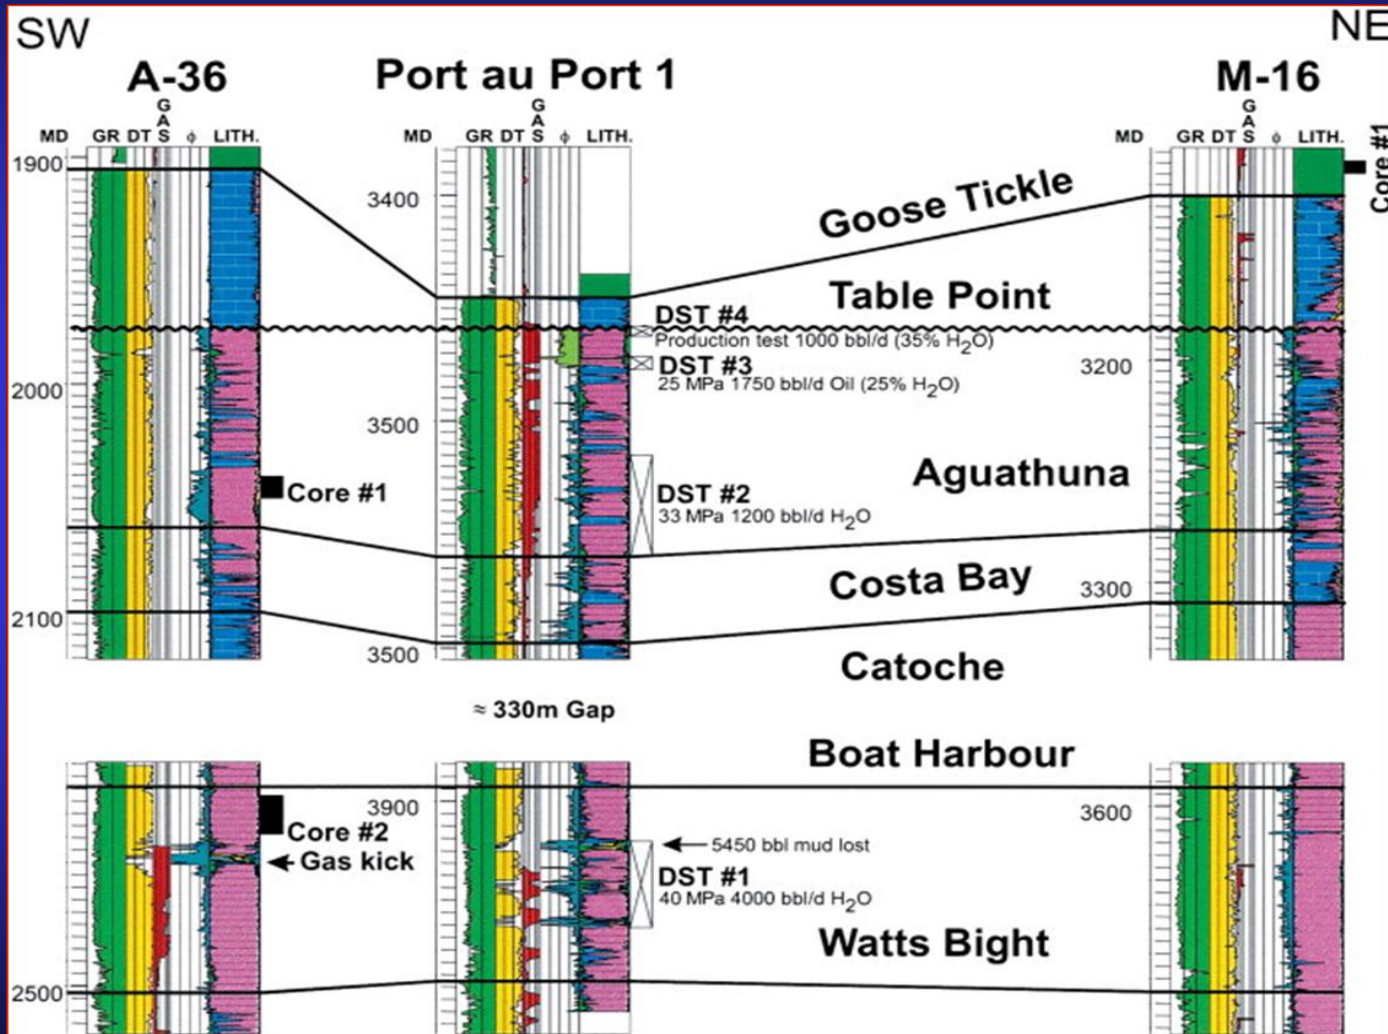 SW
NE
A-36
Port au Port 1
M-16
MD GR DT GAS ϕ LITH.
MD GR DT GAS ϕ LITH.
MD GR DT GAS ϕ LITH.
Core #1
1900
3400
Goose Tickle
Table Point
DST #4
Production test 1000 bbl/d (35% H₂O)
DST #3
25 MPa 1750 bbl/d Oil (25% H₂O)
3200
2000
3500
Aguathuna
Core #1
DST #2
33 MPa 1200 bbl/d H₂O
Costa Bay
3300
2100
3500
Catoche
≈ 330m Gap
Boat Harbour
3900
3600
Core #2
Gas kick
5450 bbl mud lost
DST #1
40 MPa 4000 bbl/d H₂O
Watts Bight
2500